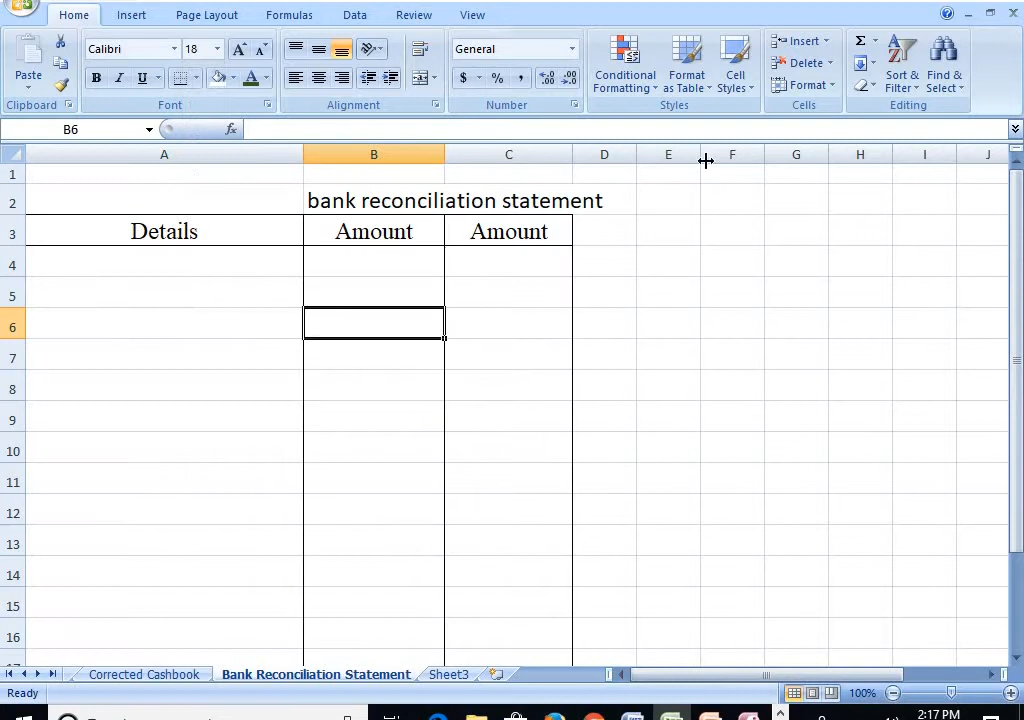 Home Insert Page Layout Formulas Data Review View
Paste
Calibri 18
B I U A
General
$ % ,
Conditional Formatting
Format as Table
Cell Styles
Insert
Delete
Format
Σ
Sort & Filter
Find & Select
Clipboard Font Alignment Number Styles Cells Editing
B6 fx
A B C D E F G H I J
1
2 bank reconciliation statement
3 Details Amount Amount
4
5
6
7
8
9
10
11
12
13
14
15
16
Corrected Cashbook Bank Reconciliation Statement Sheet3
Ready 100%
2:17 PM